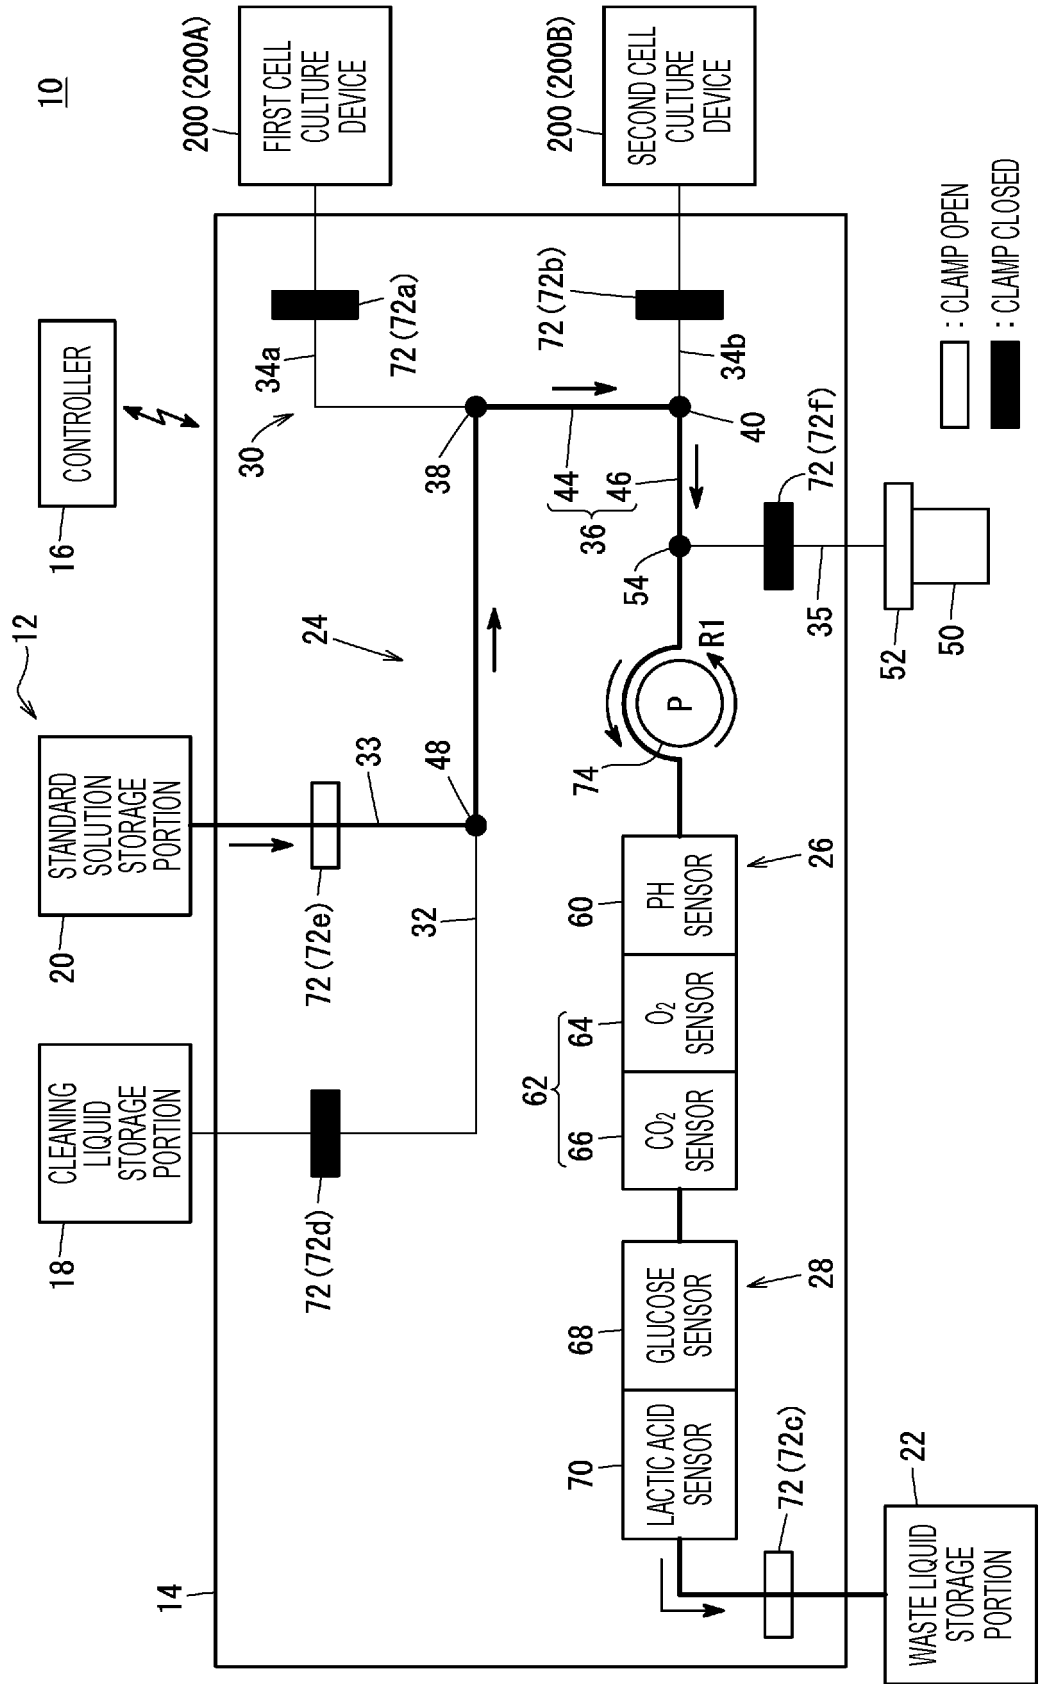 10
12
CONTROLLER
16
CLEANING
LIQUID
STORAGE
PORTION
18
STANDARD
SOLUTION
STORAGE
PORTION
20
200 (200A)
FIRST CELL
CULTURE
DEVICE
200 (200B)
SECOND CELL
CULTURE
DEVICE
14
72 (72d)
72 (72e)
33
32
48
24
30
34a
72 (72a)
38
44
46
36
72 (72b)
34b
40
54
72 (72f)
35
52
50
R1
P
74
60
PH
SENSOR
26
62
64
O2
SENSOR
66
CO2
SENSOR
68
GLUCOSE
SENSOR
28
70
LACTIC ACID
SENSOR
72 (72c)
22
WASTE LIQUID
STORAGE
PORTION
: CLAMP OPEN
: CLAMP CLOSED